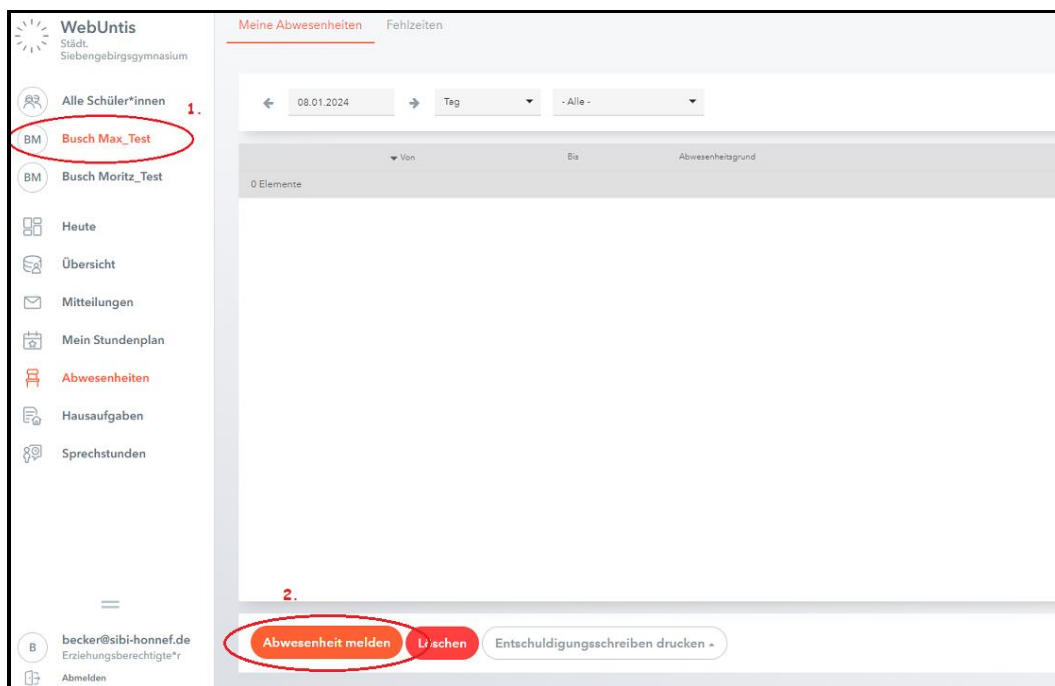 WebUntis
Städt.
Siebengebirgsgymnasium
Alle Schüler*innen
1.
BM Busch Max_Test
BM Busch Moritz_Test
Heute
Übersicht
Mitteilungen
Mein Stundenplan
Abwesenheiten
Hausaufgaben
Sprechstunden
B becker@sibi-honnef.de
Erziehungsberechtigte*r
Abmelden
Meine Abwesenheiten Fehlzeiten
08.01.2024 Tag - Alle -
Von Bis Abwesenheitsgrund
0 Elemente
2.
Abwesenheit melden Löschen Entschuldigungsschreiben drucken